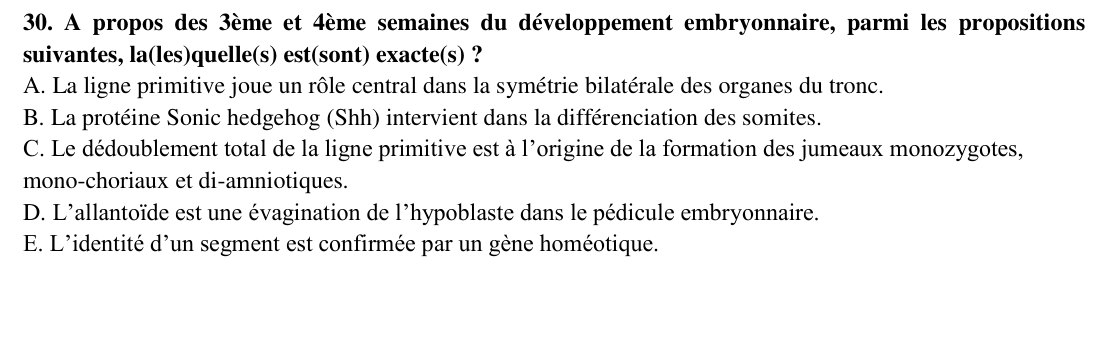 30. A propos des 3ème et 4ème semaines du développement embryonnaire, parmi les propositions
suivantes, la(les)quelle(s) est(sont) exacte(s) ?
A. La ligne primitive joue un rôle central dans la symétrie bilatérale des organes du tronc.
B. La protéine Sonic hedgehog (Shh) intervient dans la différenciation des somites.
C. Le dédoublement total de la ligne primitive est à l’origine de la formation des jumeaux monozygotes,
mono-choriaux et di-amniotiques.
D. L’allantoïde est une évagination de l’hypoblaste dans le pédicule embryonnaire.
E. L’identité d’un segment est confirmée par un gène homéotique.